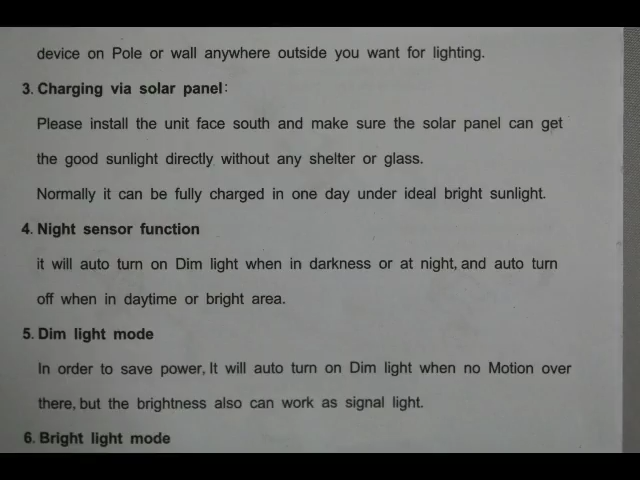 device on Pole or wall anywhere outside you want for lighting.
3. Charging via solar panel:
Please install the unit face south and make sure the solar panel can get
the good sunlight directly without any shelter or glass.
Normally it can be fully charged in one day under ideal bright sunlight.
4. Night sensor function
it will auto turn on Dim light when in darkness or at night, and auto turn
off when in daytime or bright area.
5. Dim light mode
In order to save power, It will auto turn on Dim light when no Motion over
there, but the brightness also can work as signal light.
6. Bright light mode